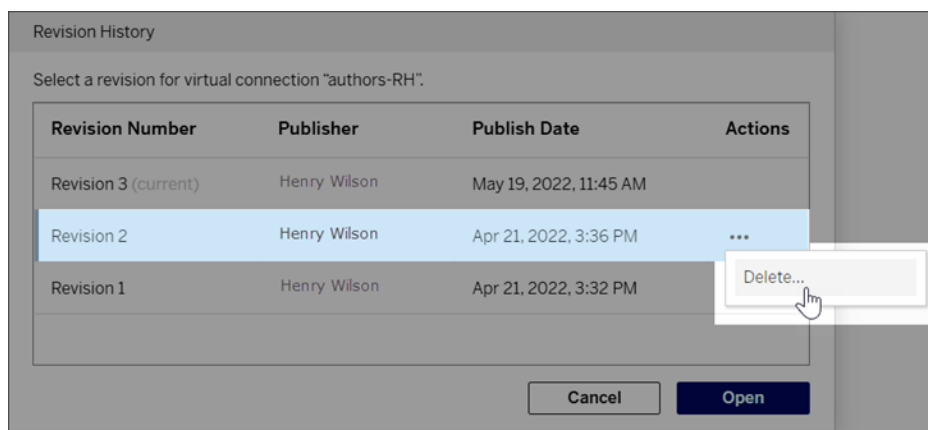 Revision History
Select a revision for virtual connection “authors-RH”.
Revision Number Publisher Publish Date Actions
Revision 3 (current) Henry Wilson May 19, 2022, 11:45 AM
Revision 2 Henry Wilson Apr 21, 2022, 3:36 PM •••
Delete...
Revision 1 Henry Wilson Apr 21, 2022, 3:32 PM
Cancel Open